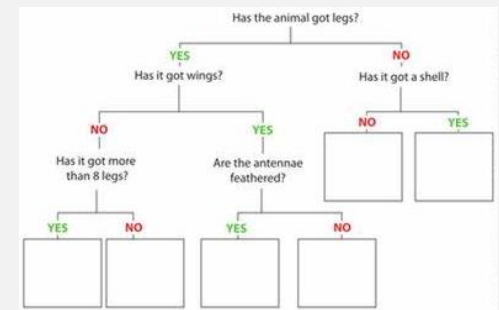 Has the animal got legs?
YES
NO
Has it got wings?
Has it got a shell?
NO
YES
NO
YES
Has it got more
than 8 legs?
Are the antennae
feathered?
YES
NO
YES
NO